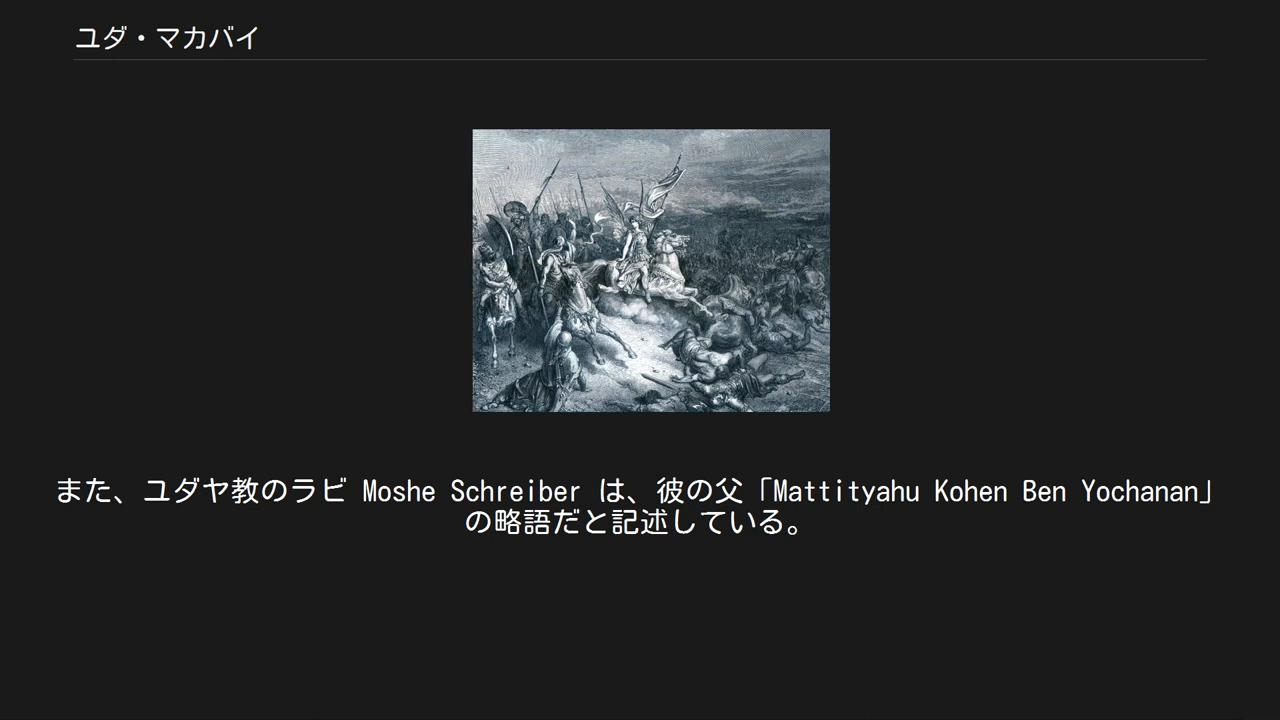 ユダ・マカバイ
また、ユダヤ教のラビ Moshe Schreiber は、彼の父「Mattityahu Kohen Ben Yochanan」
の略語だと記述している。